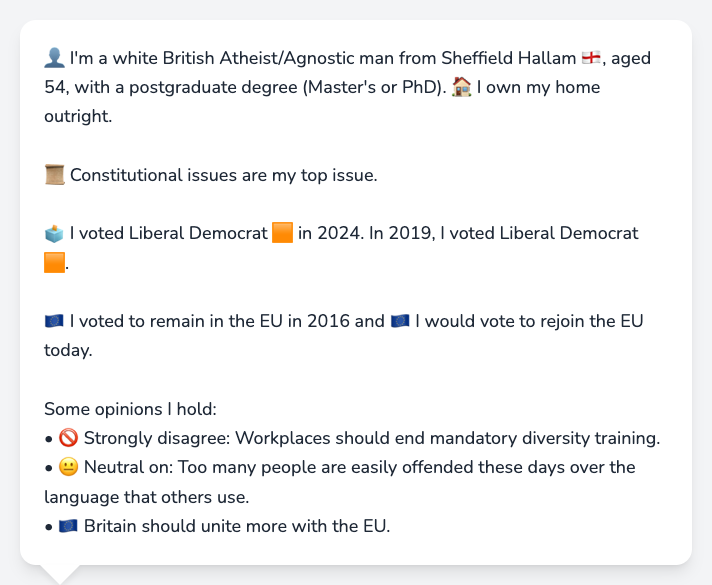 👤 I'm a white British Atheist/Agnostic man from Sheffield Hallam 🏴󠁧󠁢󠁥󠁮󠁧󠁿, aged
54, with a postgraduate degree (Master's or PhD). 🏠 I own my home
outright.
📜 Constitutional issues are my top issue.
🗳️ I voted Liberal Democrat 🟧 in 2024. In 2019, I voted Liberal Democrat
🟧.
🇪🇺 I voted to remain in the EU in 2016 and 🇪🇺 I would vote to rejoin the EU
today.
Some opinions I hold:
• 🚫 Strongly disagree: Workplaces should end mandatory diversity training.
• 😐 Neutral on: Too many people are easily offended these days over the
language that others use.
• 🇪🇺 Britain should unite more with the EU.